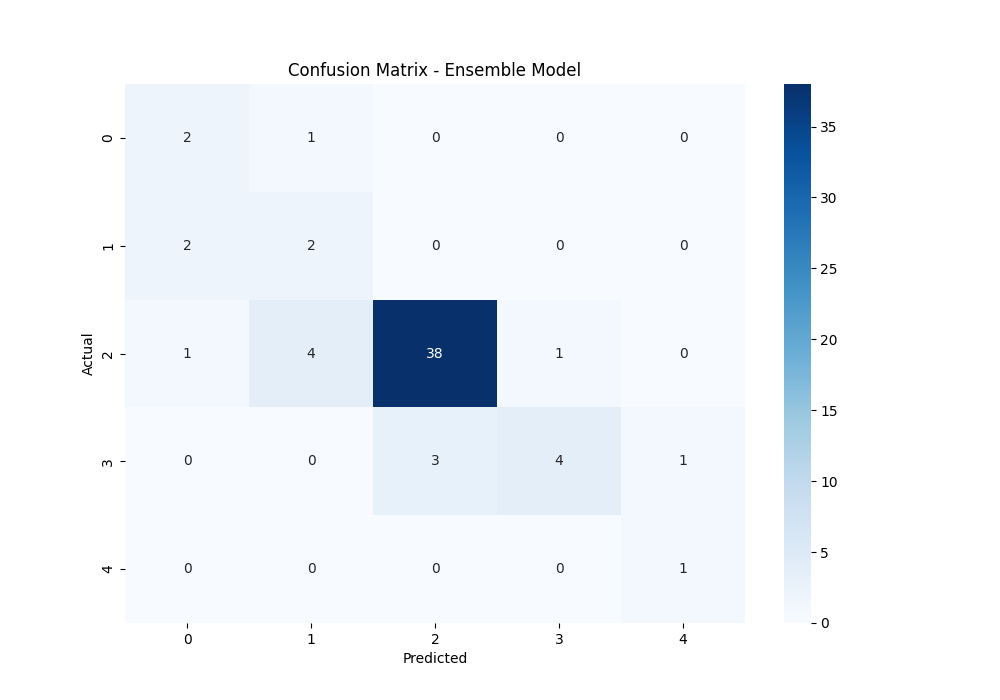 Confusion Matrix - Ensemble Model
0 2 1 0 0 0
1 2 2 0 0 0
2 1 4 38 1 0
3 0 0 3 4 1
4 0 0 0 0 1
0 1 2 3 4
Predicted
Actual
35
30
25
20
15
10
5
0